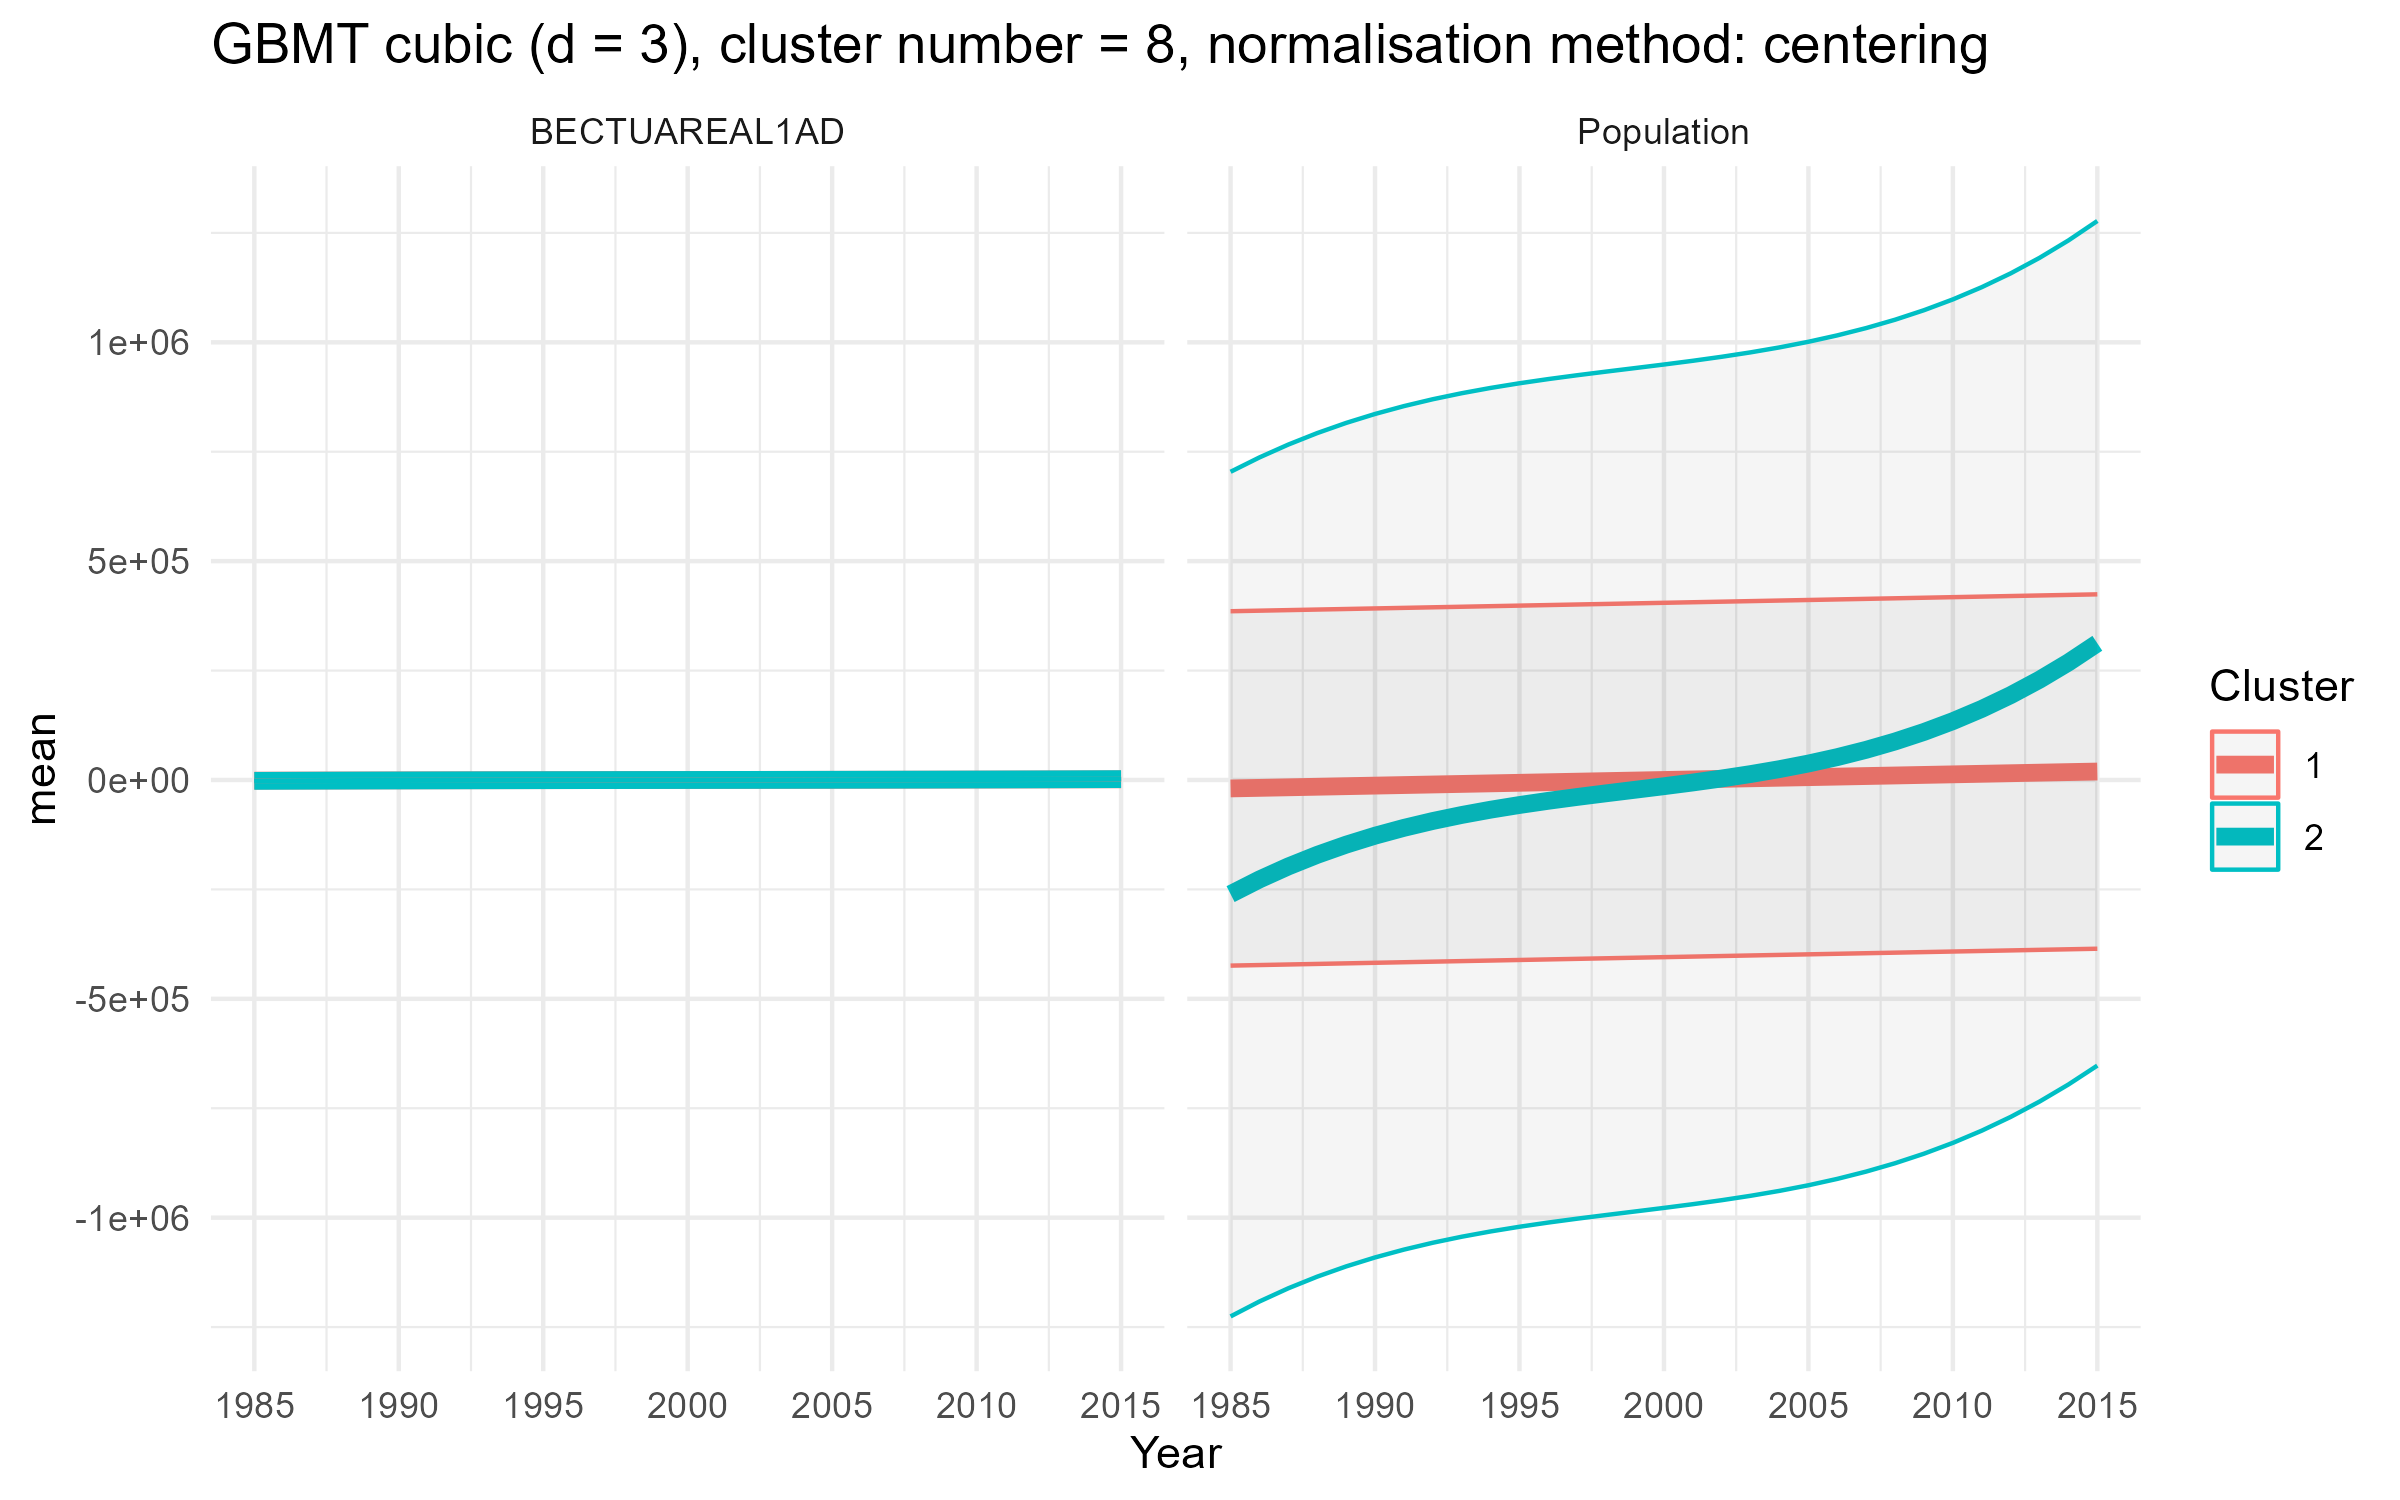 GBMT cubic (d = 3), cluster number = 8, normalisation method: centering
BECTUAREAL1AD
Population
1e+06
5e+05
0e+00
-5e+05
-1e+06
mean
1985 1990 1995 2000 2005 2010 2015
1985 1990 1995 2000 2005 2010 2015
Year
Cluster
1
2